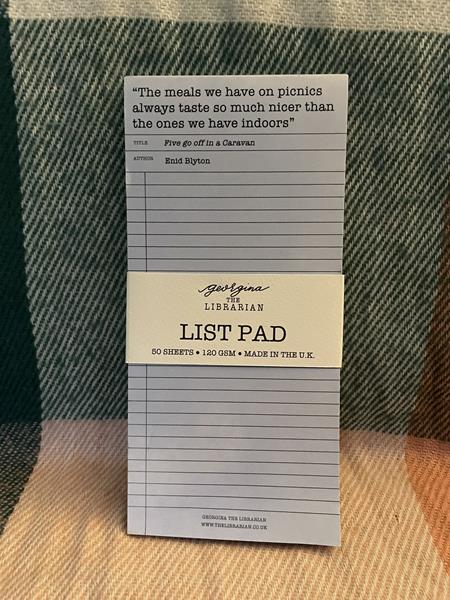 “The meals we have on picnics
always taste so much nicer than
the ones we have indoors”
TITLE Five go off in a Caravan
AUTHOR Enid Blyton
georgina
THE
LIBRARIAN
LIST PAD
50 SHEETS • 120 GSM • MADE IN THE U.K.
GEORGINA THE LIBRARIAN
WWW.THELIBRARIAN.CO.UK